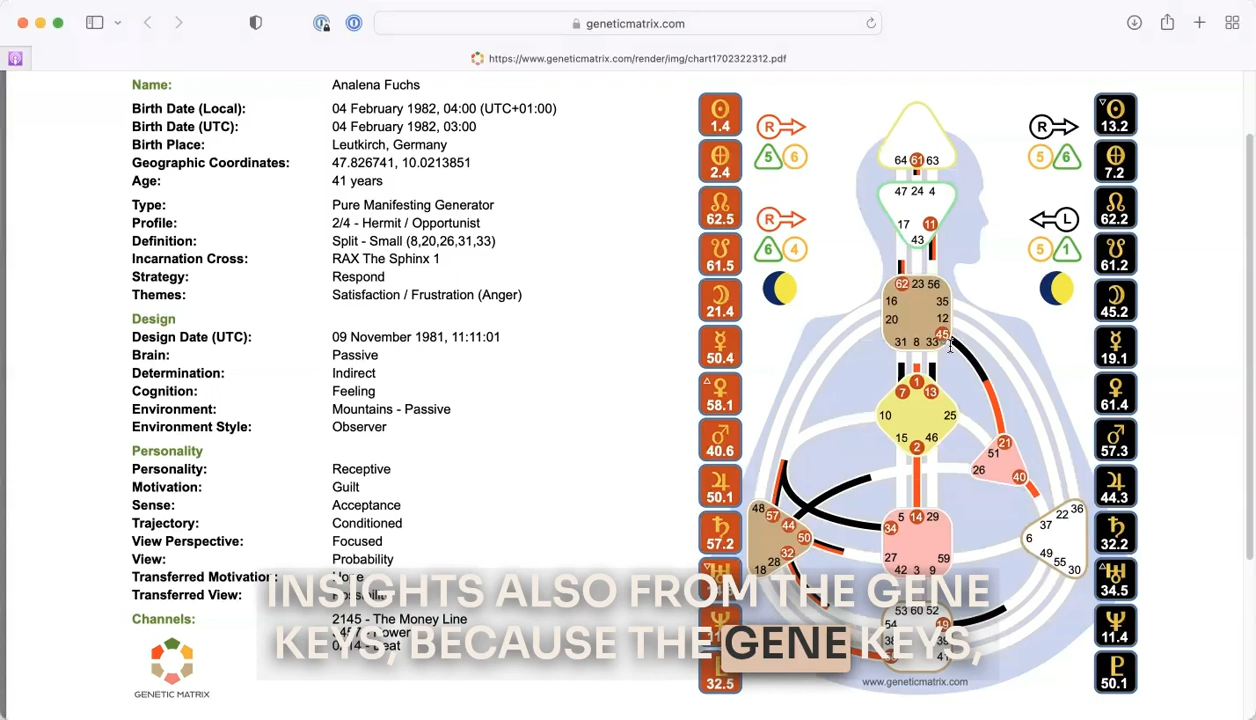 geneticmatrix.com
https://www.geneticmatrix.com/render/img/chart1702322312.pdf
Name: Analena Fuchs
Birth Date (Local): 04 February 1982, 04:00 (UTC+01:00)
Birth Date (UTC): 04 February 1982, 03:00
Birth Place: Leutkirch, Germany
Geographic Coordinates: 47.826741, 10.0213851
Age: 41 years
Type: Pure Manifesting Generator
Profile: 2/4 - Hermit / Opportunist
Definition: Split - Small (8,20,26,31,33)
Incarnation Cross: RAX The Sphinx 1
Strategy: Respond
Themes: Satisfaction / Frustration (Anger)
Design
Design Date (UTC): 09 November 1981, 11:11:01
Brain: Passive
Determination: Indirect
Cognition: Feeling
Environment: Mountains - Passive
Environment Style: Observer
Personality
Personality: Receptive
Motivation: Guilt
Sense: Acceptance
Trajectory: Conditioned
View Perspective: Focused
View: Probability
Transferred Motivation:
Transferred View:
Channels: 2145 - The Money Line
GENETIC MATRIX
INSIGHTS ALSO FROM THE GENE
KEYS, BECAUSE THE GENE KEYS,
1.4
2.4
62.5
61.5
21.4
50.4
58.1
40.6
50.1
57.2
32.5
R
5 6
R
6 4
64 61 63
47 24 4
17 11
43
62 23 56
16 35
20 12
45
31 8 33
1
7 13
10 25
15 46
2
21
51
26 40
48
57
44
50
32
28
18
5 14 29
34
27 59
42 3 9
36
22
37
6
49
55
30
53 60 52
54 19
R
5 6
L
5 1
13.2
7.2
62.2
61.2
45.2
19.1
61.4
57.3
44.3
32.2
34.5
11.4
50.1
www.geneticmatrix.com